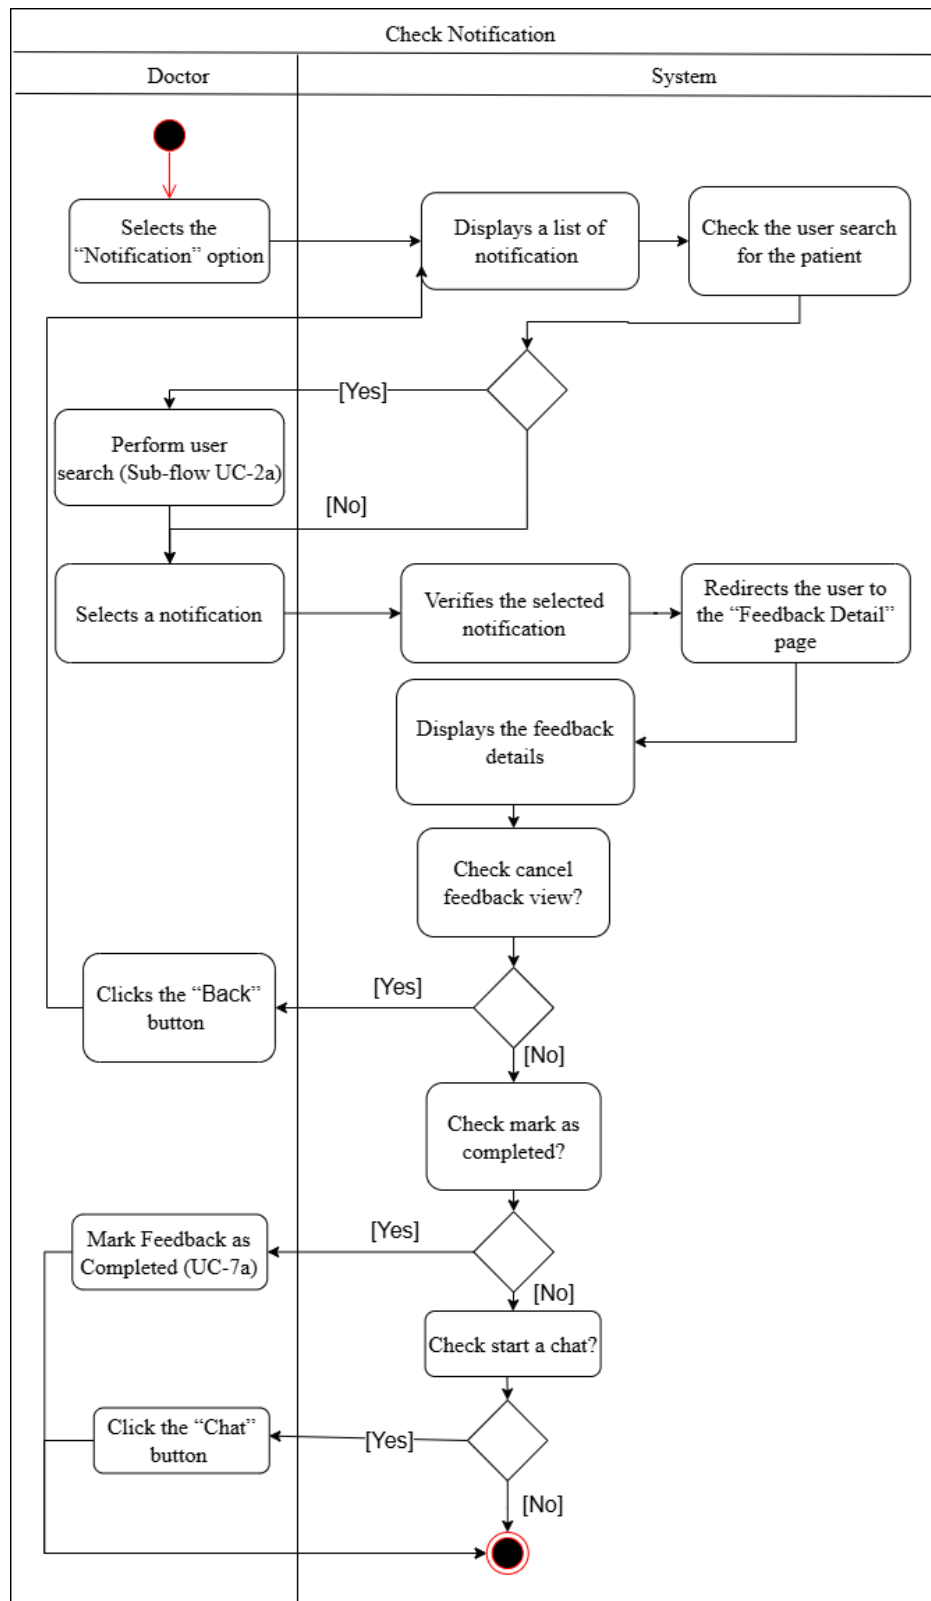 Check Notification
Doctor
System
Selects the
“Notification” option
Displays a list of
notification
Check the user search
for the patient
[Yes]
Perform user
search (Sub-flow UC-2a)
[No]
Selects a notification
Verifies the selected
notification
Redirects the user to
the “Feedback Detail”
page
Displays the feedback
details
Check cancel
feedback view?
[Yes]
Clicks the “Back”
button
[No]
Check mark as
completed?
[Yes]
Mark Feedback as
Completed (UC-7a)
[No]
Check start a chat?
Click the “Chat”
button
[Yes]
[No]